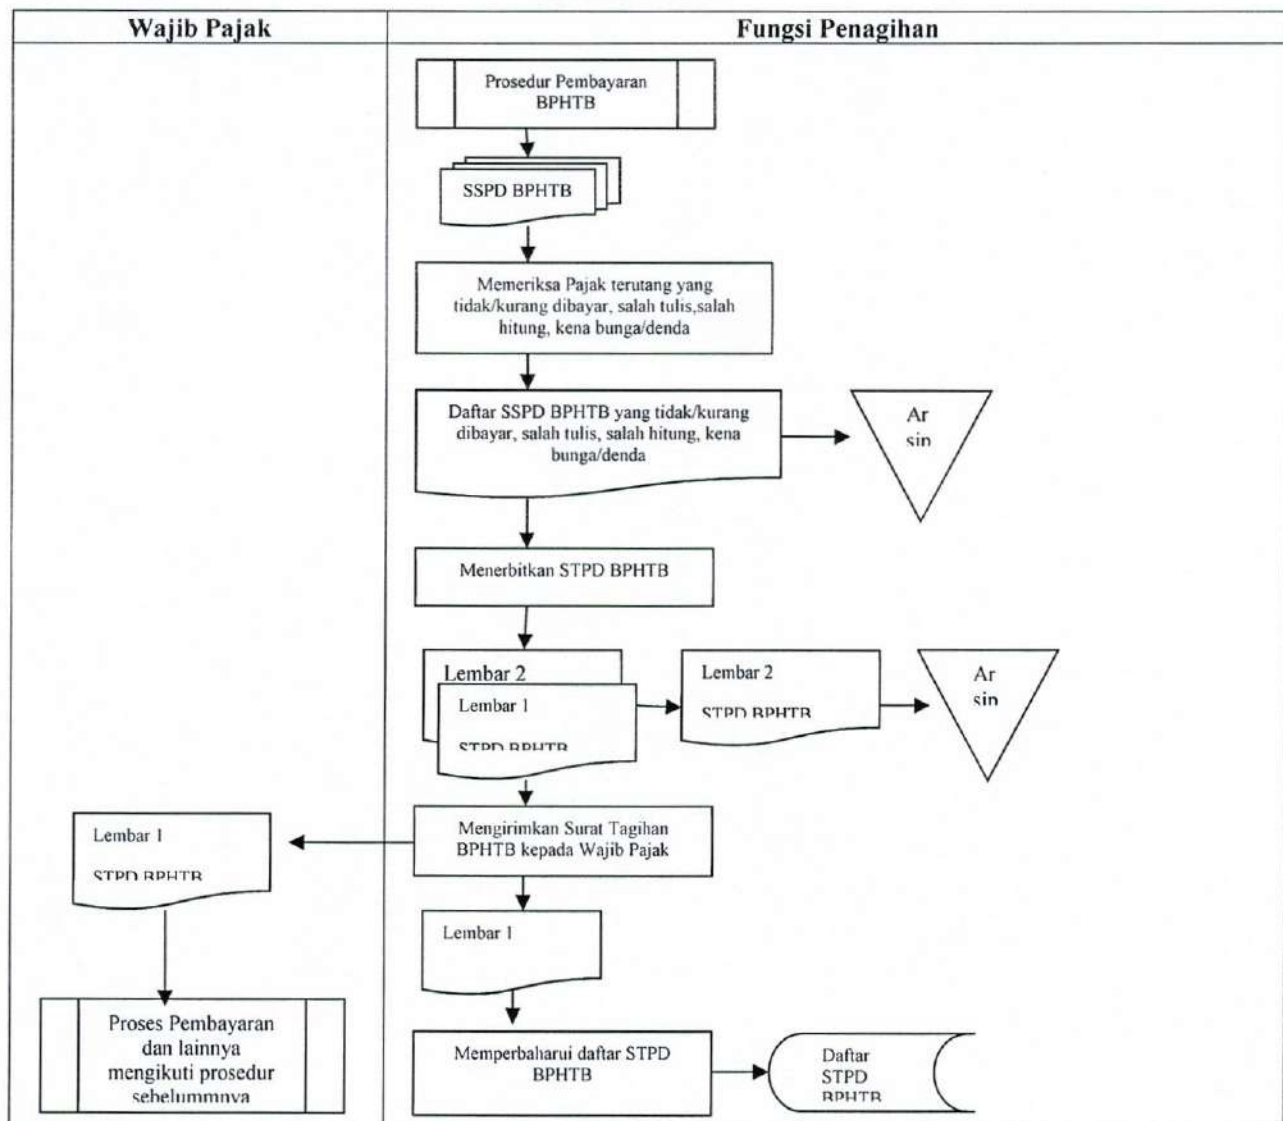 Wajib Pajak
Fungsi Penagihan
Prosedur Pembayaran
BPHTB
SSPD BPHTB
Memeriksa Pajak terutang yang
tidak/kurang dibayar, salah tulis,salah
hitung, kena bunga/denda
Daftar SSPD BPHTB yang tidak/kurang
dibayar, salah tulis, salah hitung, kena
bunga/denda
Ar
sip
Menerbitkan STPD BPHTB
Lembar 2
Lembar 1
STPD BPHTB
Lembar 2
STPD BPHTB
Ar
sip
Mengirimkan Surat Tagihan
BPHTB kepada Wajib Pajak
Lembar 1
STPD BPHTB
Lembar 1
Proses Pembayaran
dan lainnya
mengikuti prosedur
sebelummnya
Memperbaharui daftar STPD
BPHTB
Daftar
STPD
BPHTB